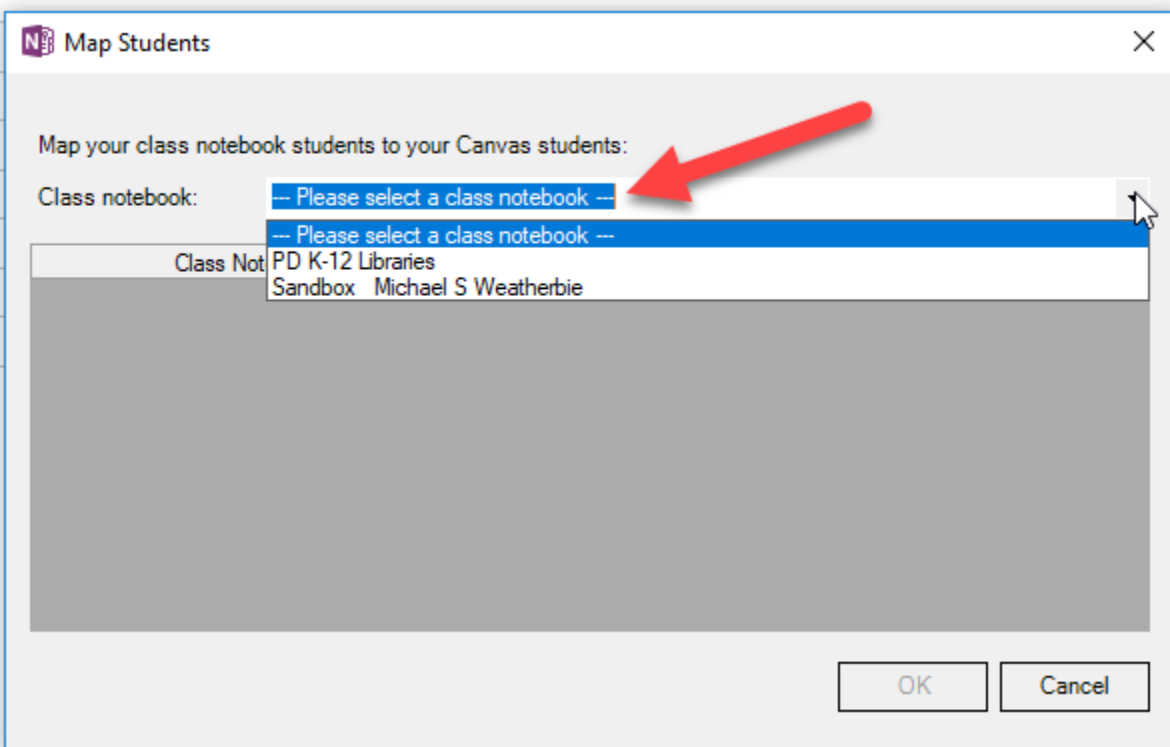 Map Students
Map your class notebook students to your Canvas students:
Class notebook: --- Please select a class notebook ---
--- Please select a class notebook ---
Class Not PD K-12 Libraries
Sandbox   Michael S Weatherbie
OK Cancel